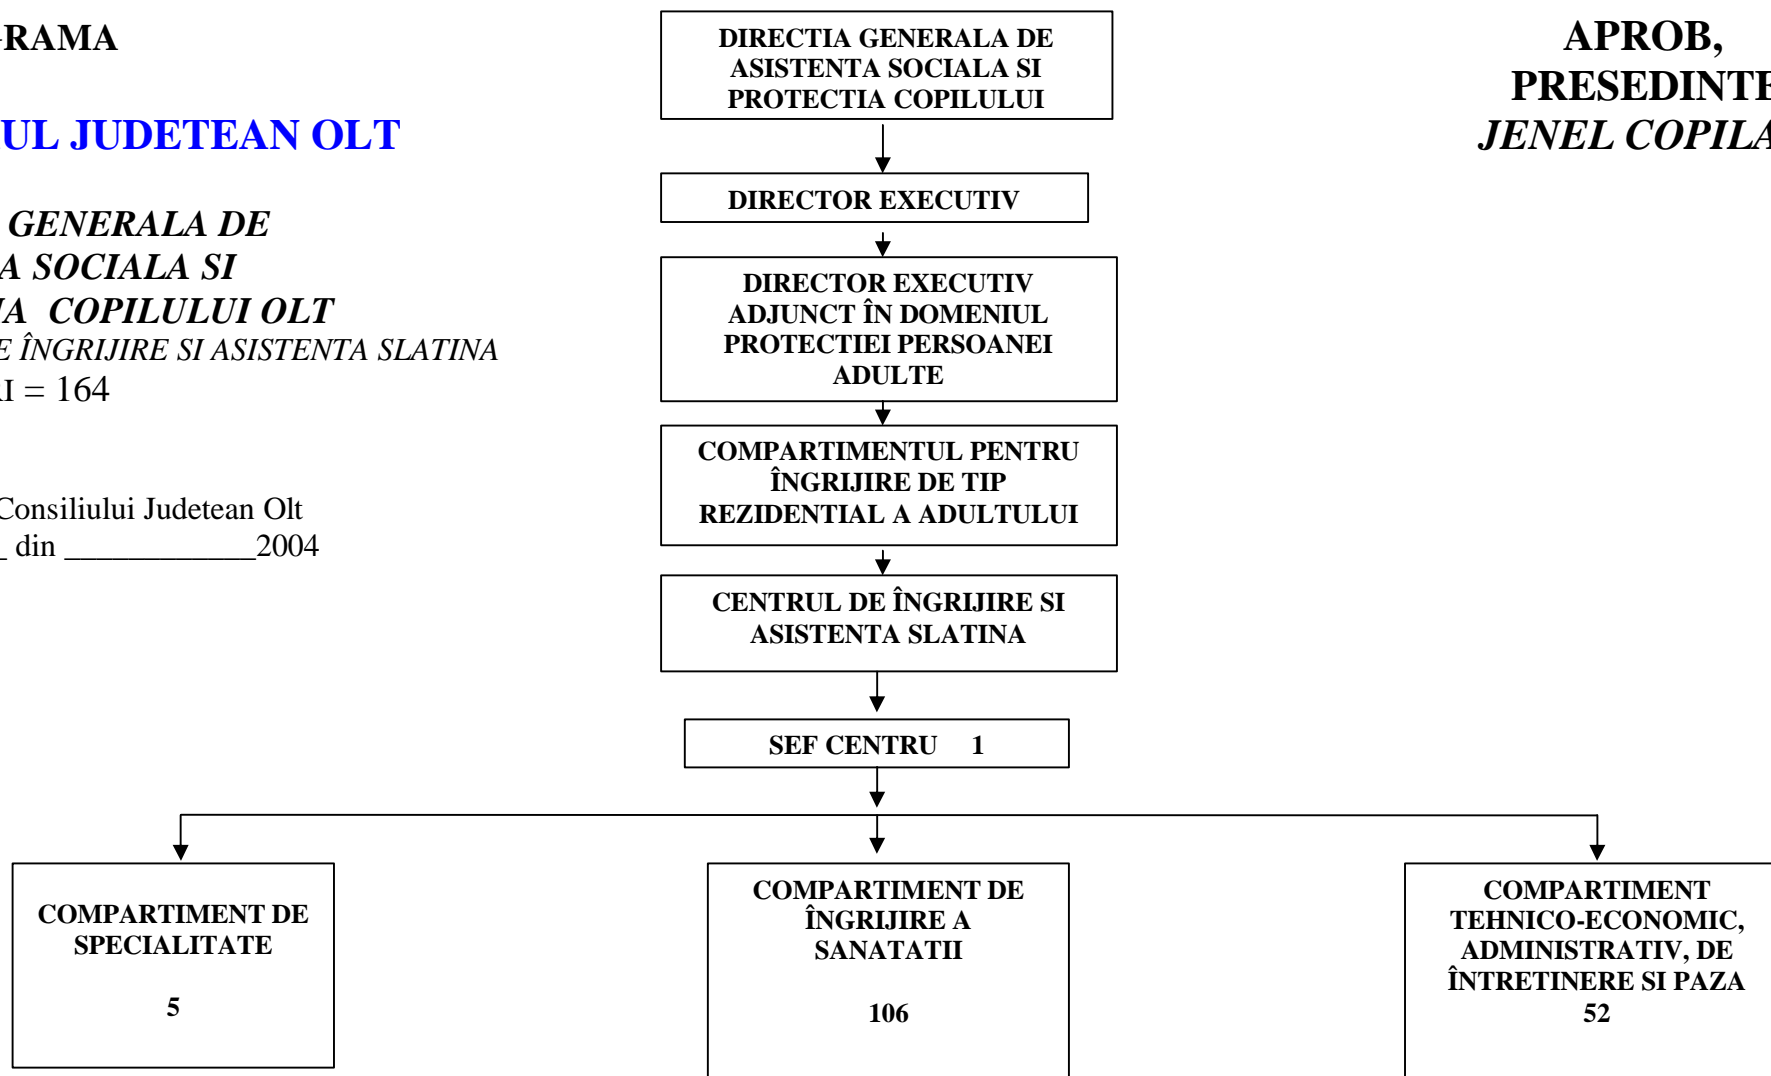 GRAMA
UL JUDETEAN OLT
GENERALA DE
A SOCIALA SI
IA COPILULUI OLT
E ÎNGRIJIRE SI ASISTENTA SLATINA
RI = 164
Consiliului Judetean Olt
_ din ____________2004
DIRECTIA GENERALA DE
ASISTENTA SOCIALA SI
PROTECTIA COPILULUI
DIRECTOR EXECUTIV
DIRECTOR EXECUTIV
ADJUNCT ÎN DOMENIUL
PROTECTIEI PERSOANEI
ADULTE
COMPARTIMENTUL PENTRU
ÎNGRIJIRE DE TIP
REZIDENTIAL A ADULTULUI
CENTRUL DE ÎNGRIJIRE SI
ASISTENTA SLATINA
SEF CENTRU 1
APROB,
PRESEDINTE
JENEL COPILA
COMPARTIMENT DE
SPECIALITATE
5
COMPARTIMENT DE
ÎNGRIJIRE A
SANATATII
106
COMPARTIMENT
TEHNICO-ECONOMIC,
ADMINISTRATIV, DE
ÎNTRETINERE SI PAZA
52